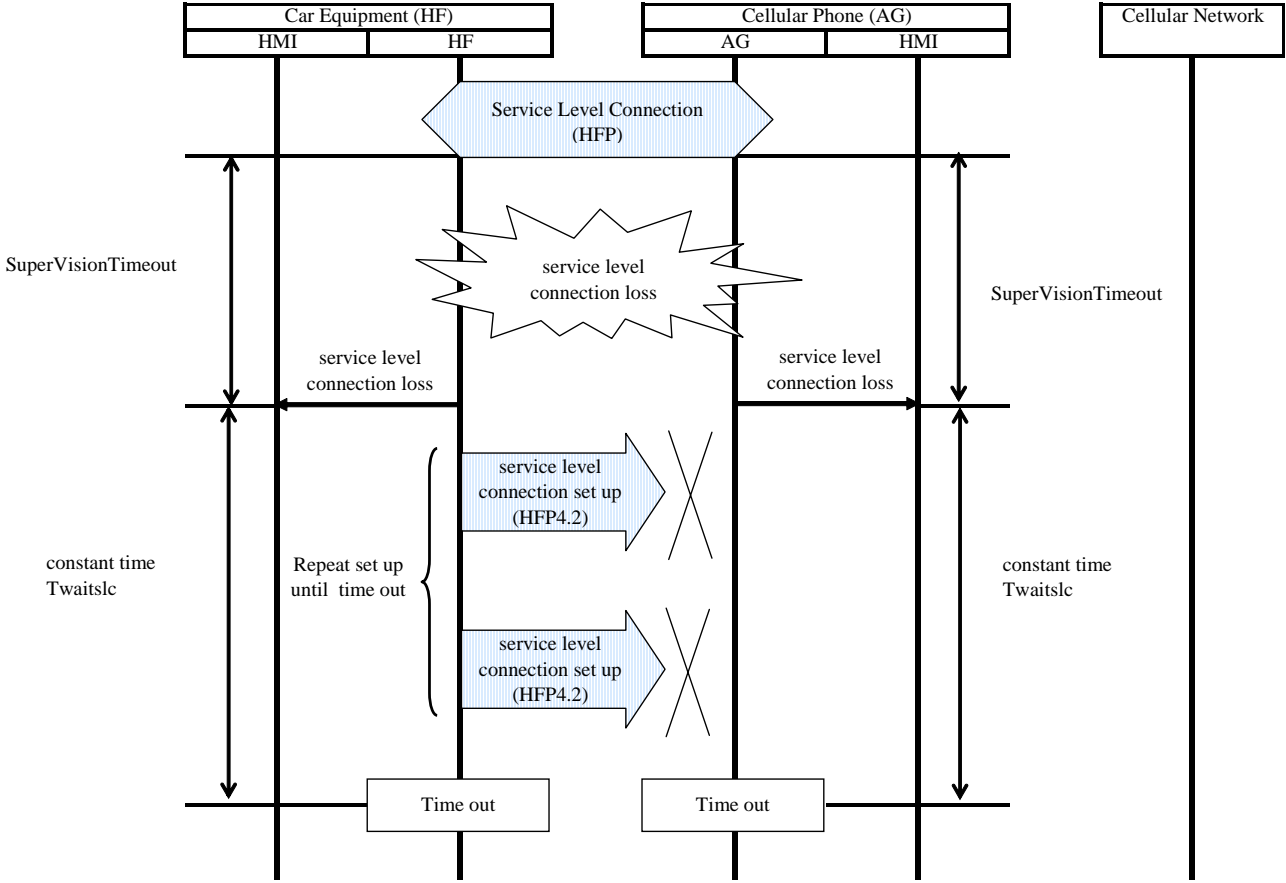 Car Equipment (HF)
Cellular Phone (AG)
Cellular Network
HMI
HF
AG
HMI
Service Level Connection
(HFP)
SuperVisionTimeout
service level
connection loss
SuperVisionTimeout
service level
connection loss
service level
connection loss
service level
connection set up
(HFP4.2)
constant time
Twaitslc
Repeat set up
until time out
constant time
Twaitslc
service level
connection set up
(HFP4.2)
Time out
Time out